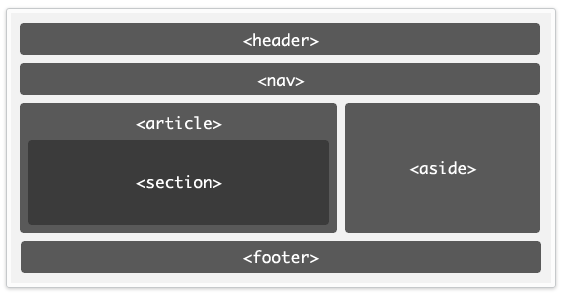 <header>
<nav>
<article>
<section>
<aside>
<footer>